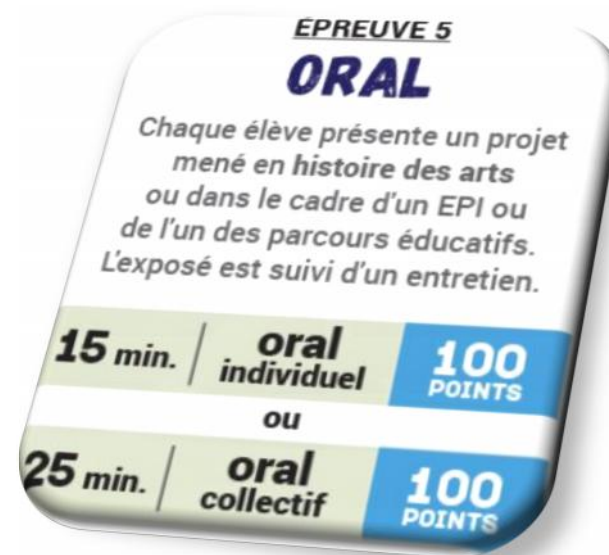 ÉPREUVE 5
ORAL
Chaque élève présente un projet
mené en histoire des arts
ou dans le cadre d'un EPI ou
de l'un des parcours éducatifs.
L'exposé est suivi d'un entretien.
15 min. oral individuel 100 POINTS
ou
25 min. oral collectif 100 POINTS